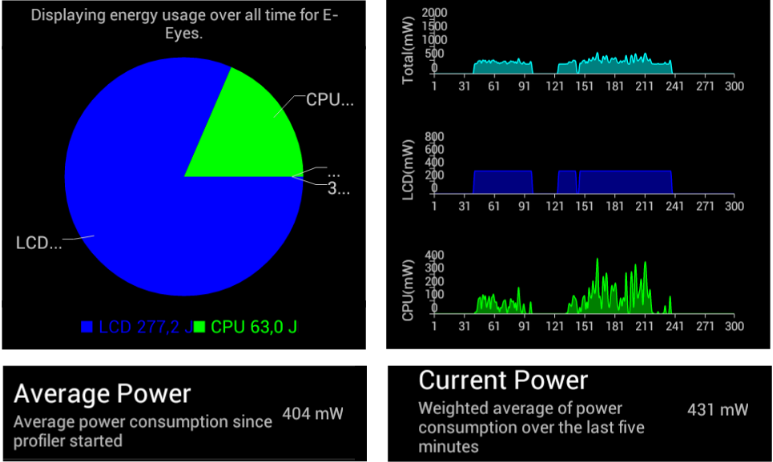 Displaying energy usage over all time for E-
Eyes.
CPU...
...
3...
LCD...
LCD 277,2 J
CPU 63,0 J
Total(mW)
2000
1500
1000
500
0
1 31 61 91 121 151 181 211 241 271 300
LCD(mW)
800
600
400
200
0
1 31 61 91 121 151 181 211 241 271 300
CPU(mW)
400
300
200
100
0
1 31 61 91 121 151 181 211 241 271 300
Average Power
Average power consumption since
profiler started
404 mW
Current Power
Weighted average of power
consumption over the last five
minutes
431 mW